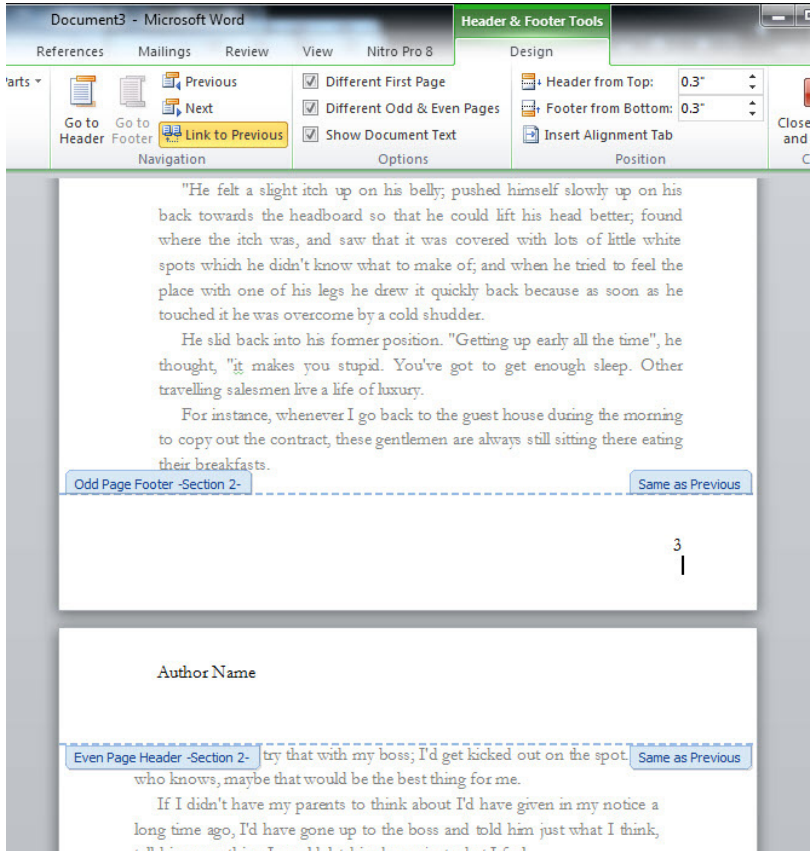 Document3 - Microsoft Word
Header & Footer Tools
References Mailings Review View Nitro Pro 8 Design
Parts
Go to Header
Go to Footer
Previous
Next
Link to Previous
Navigation
Different First Page
Different Odd & Even Pages
Show Document Text
Options
Header from Top: 0.3"
Footer from Bottom: 0.3"
Insert Alignment Tab
Position
Close
and
"He felt a slight itch up on his belly; pushed himself slowly up on his
back towards the headboard so that he could lift his head better; found
where the itch was, and saw that it was covered with lots of little white
spots which he didn't know what to make of; and when he tried to feel the
place with one of his legs he drew it quickly back because as soon as he
touched it he was overcome by a cold shudder.
He slid back into his former position. "Getting up early all the time", he
thought, "it makes you stupid. You've got to get enough sleep. Other
travelling salesmen live a life of luxury.
For instance, whenever I go back to the guest house during the morning
to copy out the contract, these gentlemen are always still sitting there eating
their breakfasts.
Odd Page Footer -Section 2-
Same as Previous
3
Author Name
Even Page Header -Section 2-
Same as Previous
try that with my boss; I'd get kicked out on the spot.
who knows, maybe that would be the best thing for me.
If I didn't have my parents to think about I'd have given in my notice a
long time ago, I'd have gone up to the boss and told him just what I think,